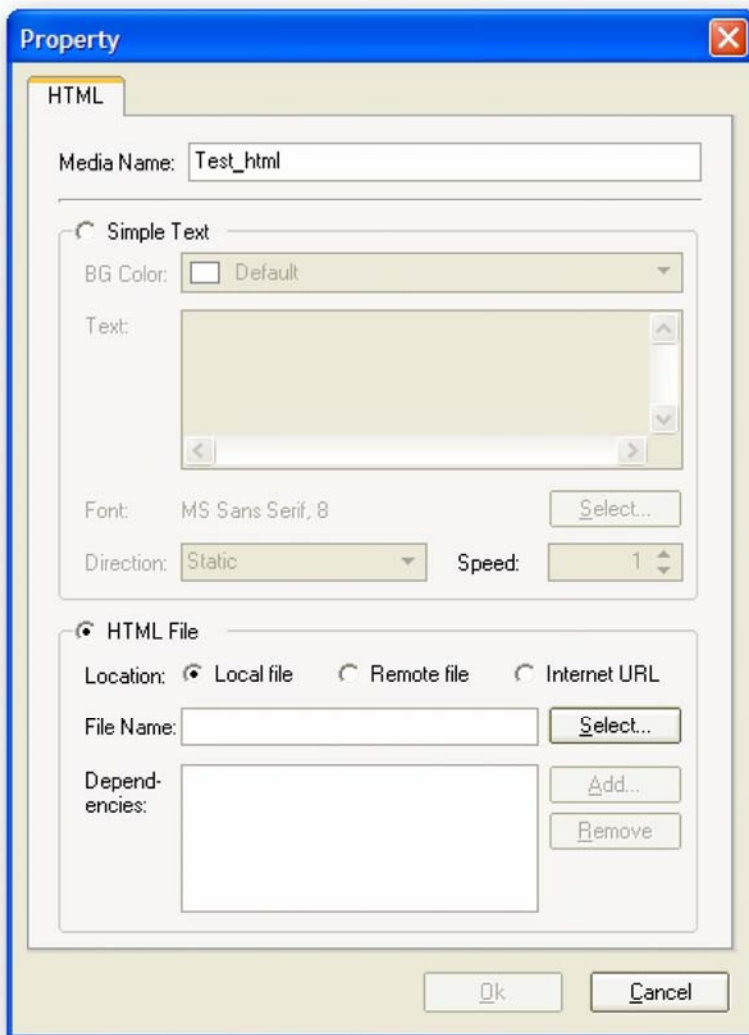 Property
HTML
Media Name: Test_html
Simple Text
BG Color: Default
Text:
Font: MS Sans Serif, 8 Select...
Direction: Static Speed: 1
HTML File
Location: Local file Remote file Internet URL
File Name: Select...
Depend-
encies:
Add...
Remove
Ok Cancel